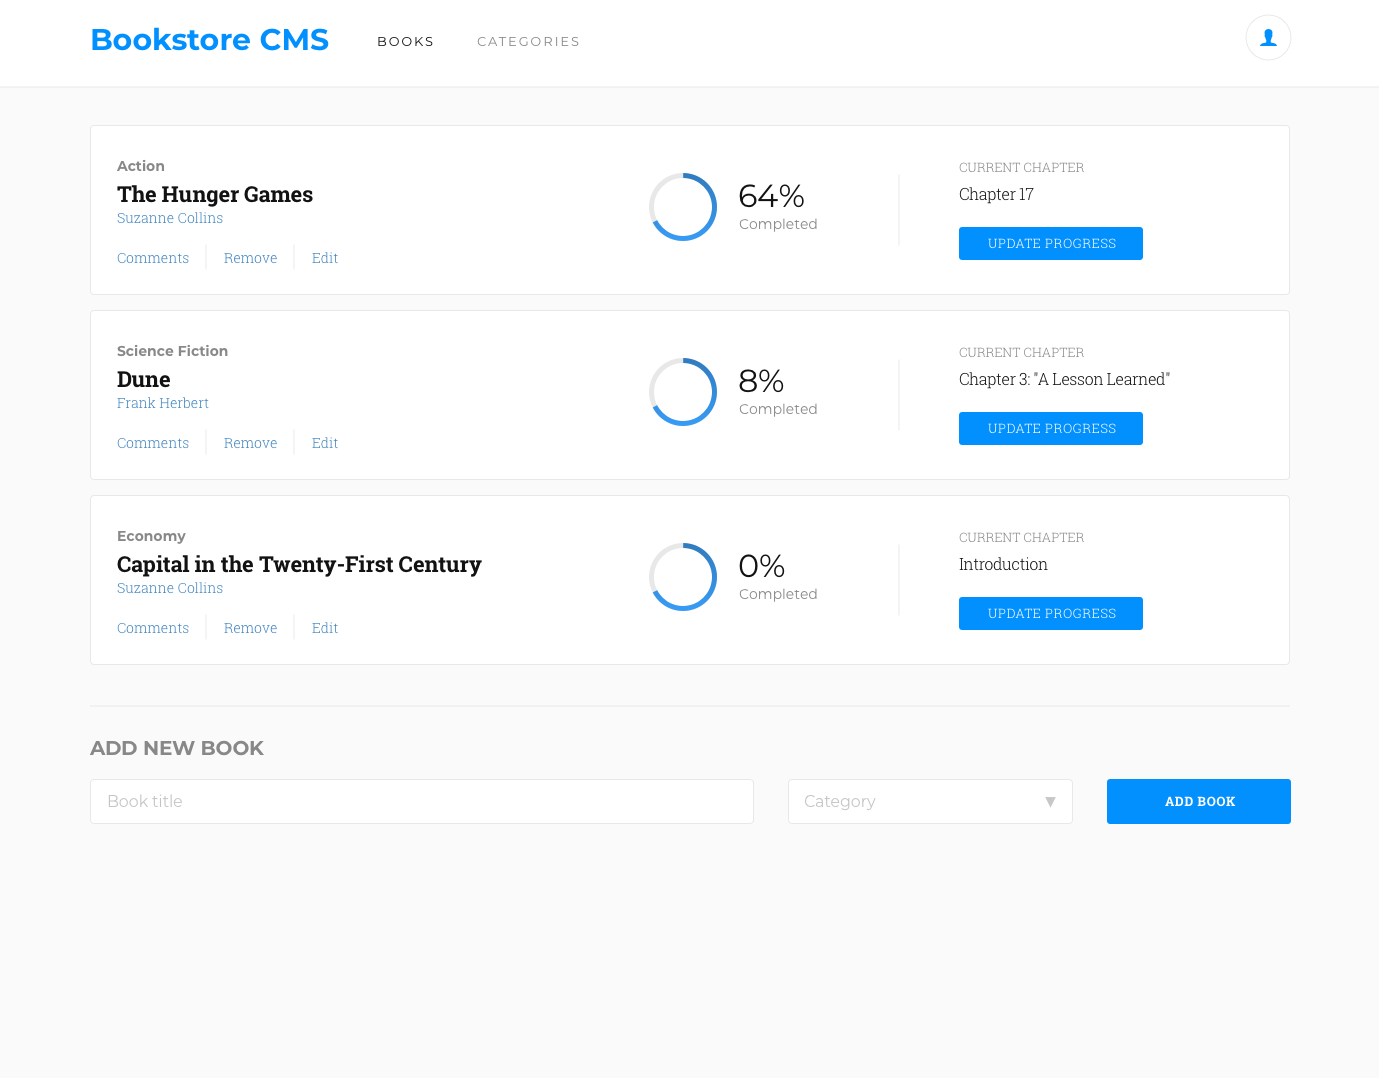 Bookstore CMS
BOOKS
CATEGORIES
Action
The Hunger Games
Suzanne Collins
Comments
Remove
Edit
64%
Completed
CURRENT CHAPTER
Chapter 17
UPDATE PROGRESS
Science Fiction
Dune
Frank Herbert
Comments
Remove
Edit
8%
Completed
CURRENT CHAPTER
Chapter 3: "A Lesson Learned"
UPDATE PROGRESS
Economy
Capital in the Twenty-First Century
Suzanne Collins
Comments
Remove
Edit
0%
Completed
CURRENT CHAPTER
Introduction
UPDATE PROGRESS
ADD NEW BOOK
Book title
Category
ADD BOOK